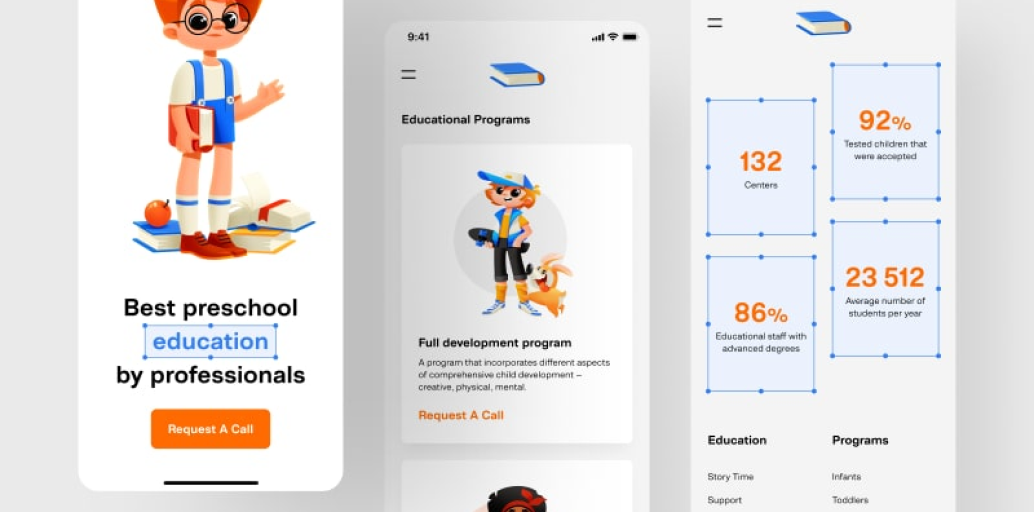 Best preschool
education
by professionals
Request A Call
9:41
Educational Programs
Full development program
A program that incorporates different aspects
of comprehensive child development –
creative, physical, mental.
Request A Call
132
Centers
92%
Tested children that
were accepted
86%
Educational staff with
advanced degrees
23 512
Average number of
students per year
Education
Story Time
Support
Programs
Infants
Toddlers